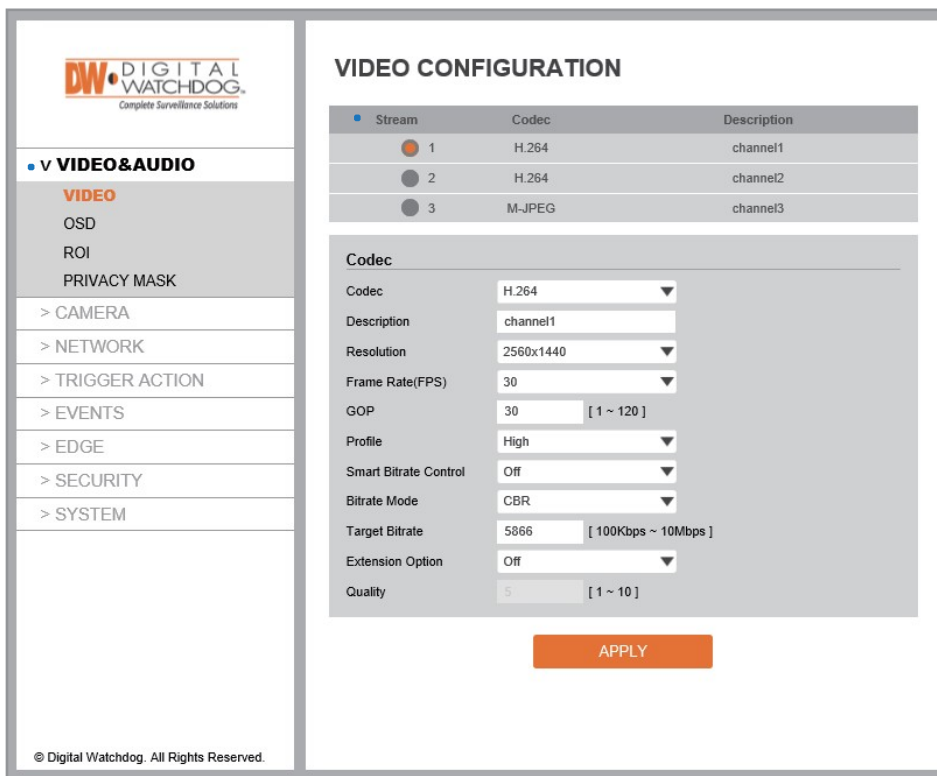 DW DIGITAL
WATCHDOG®
Complete Surveillance Solutions
v VIDEO&AUDIO
VIDEO
OSD
ROI
PRIVACY MASK
> CAMERA
> NETWORK
> TRIGGER ACTION
> EVENTS
> EDGE
> SECURITY
> SYSTEM
© Digital Watchdog. All Rights Reserved.
VIDEO CONFIGURATION
Stream Codec Description
1 H.264 channel1
2 H.264 channel2
3 M-JPEG channel3
Codec
Codec H.264
Description channel1
Resolution 2560x1440
Frame Rate(FPS) 30
GOP 30 [ 1 ~ 120 ]
Profile High
Smart Bitrate Control Off
Bitrate Mode CBR
Target Bitrate 5866 [ 100Kbps ~ 10Mbps ]
Extension Option Off
Quality 5 [ 1 ~ 10 ]
APPLY